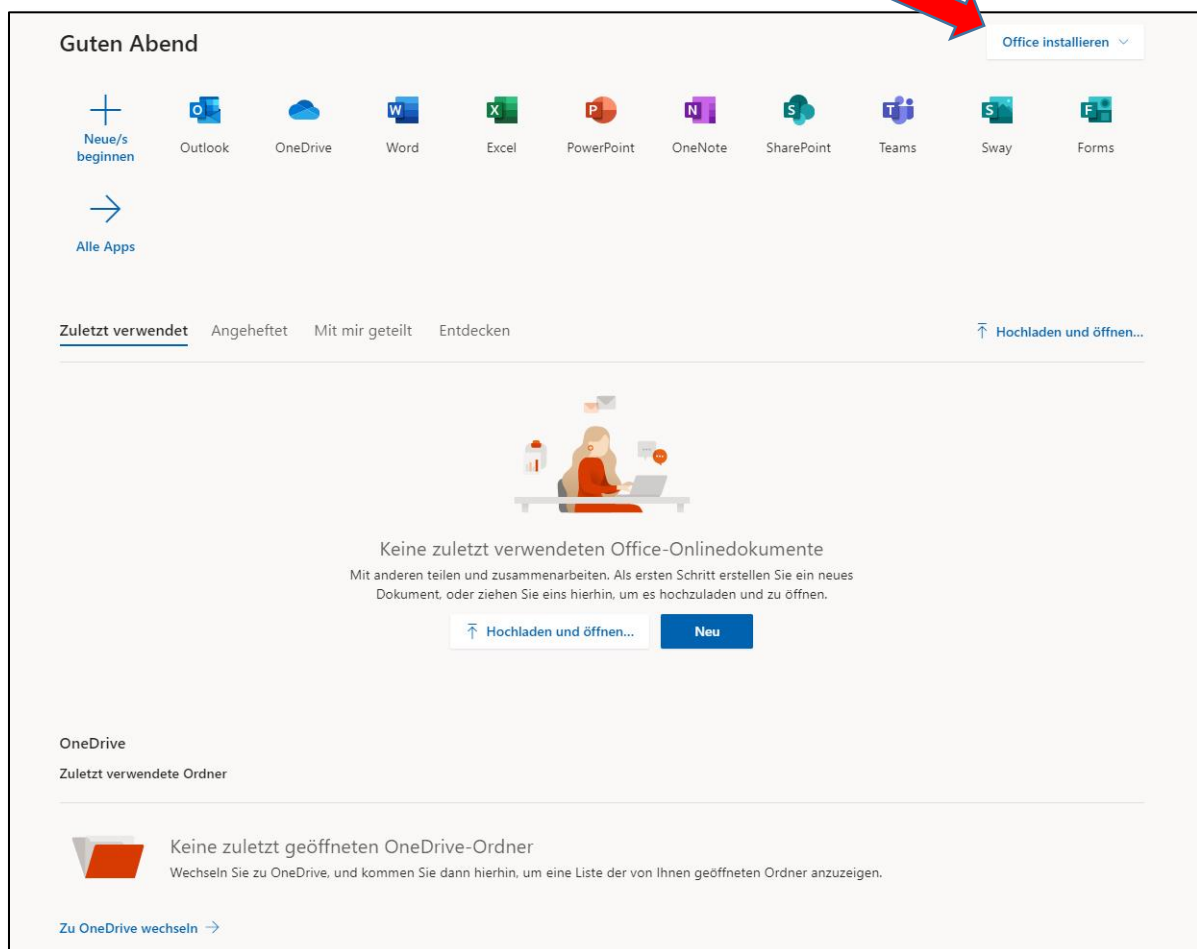 Guten Abend
Office installieren
Neue/s
beginnen
Outlook
OneDrive
Word
Excel
PowerPoint
OneNote
SharePoint
Teams
Sway
Forms
Alle Apps
Zuletzt verwendet
Angeheftet
Mit mir geteilt
Entdecken
Hochladen und öffnen...
Keine zuletzt verwendeten Office-Onlinedokumente
Mit anderen teilen und zusammenarbeiten. Als ersten Schritt erstellen Sie ein neues
Dokument, oder ziehen Sie eins hierhin, um es hochzuladen und zu öffnen.
Hochladen und öffnen...
Neu
OneDrive
Zuletzt verwendete Ordner
Keine zuletzt geöffneten OneDrive-Ordner
Wechseln Sie zu OneDrive, und kommen Sie dann hierhin, um eine Liste der von Ihnen geöffneten Ordner anzuzeigen.
Zu OneDrive wechseln